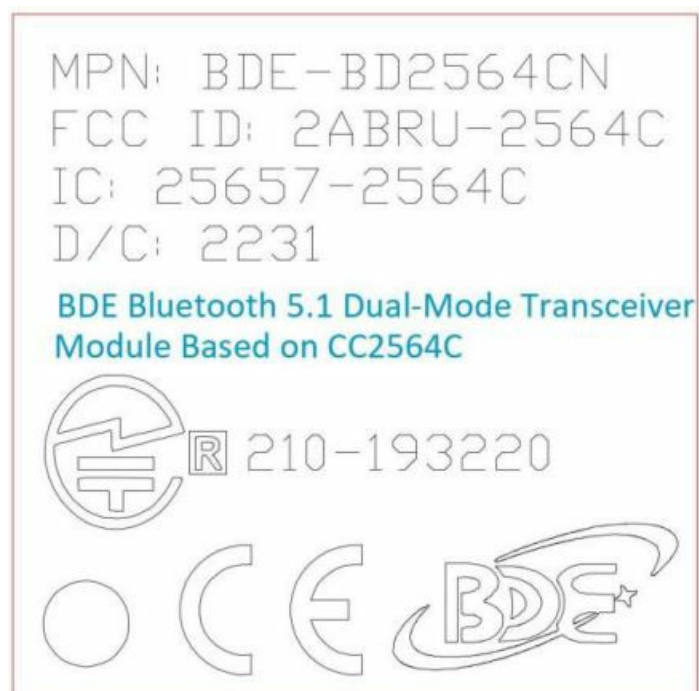 MPN: BDE-BD2564CN
FCC ID: 2ABRU-2564C
IC: 25657-2564C
D/C: 2231
BDE Bluetooth 5.1 Dual-Mode Transceiver
Module Based on CC2564C
R 210-193220
CE BDE